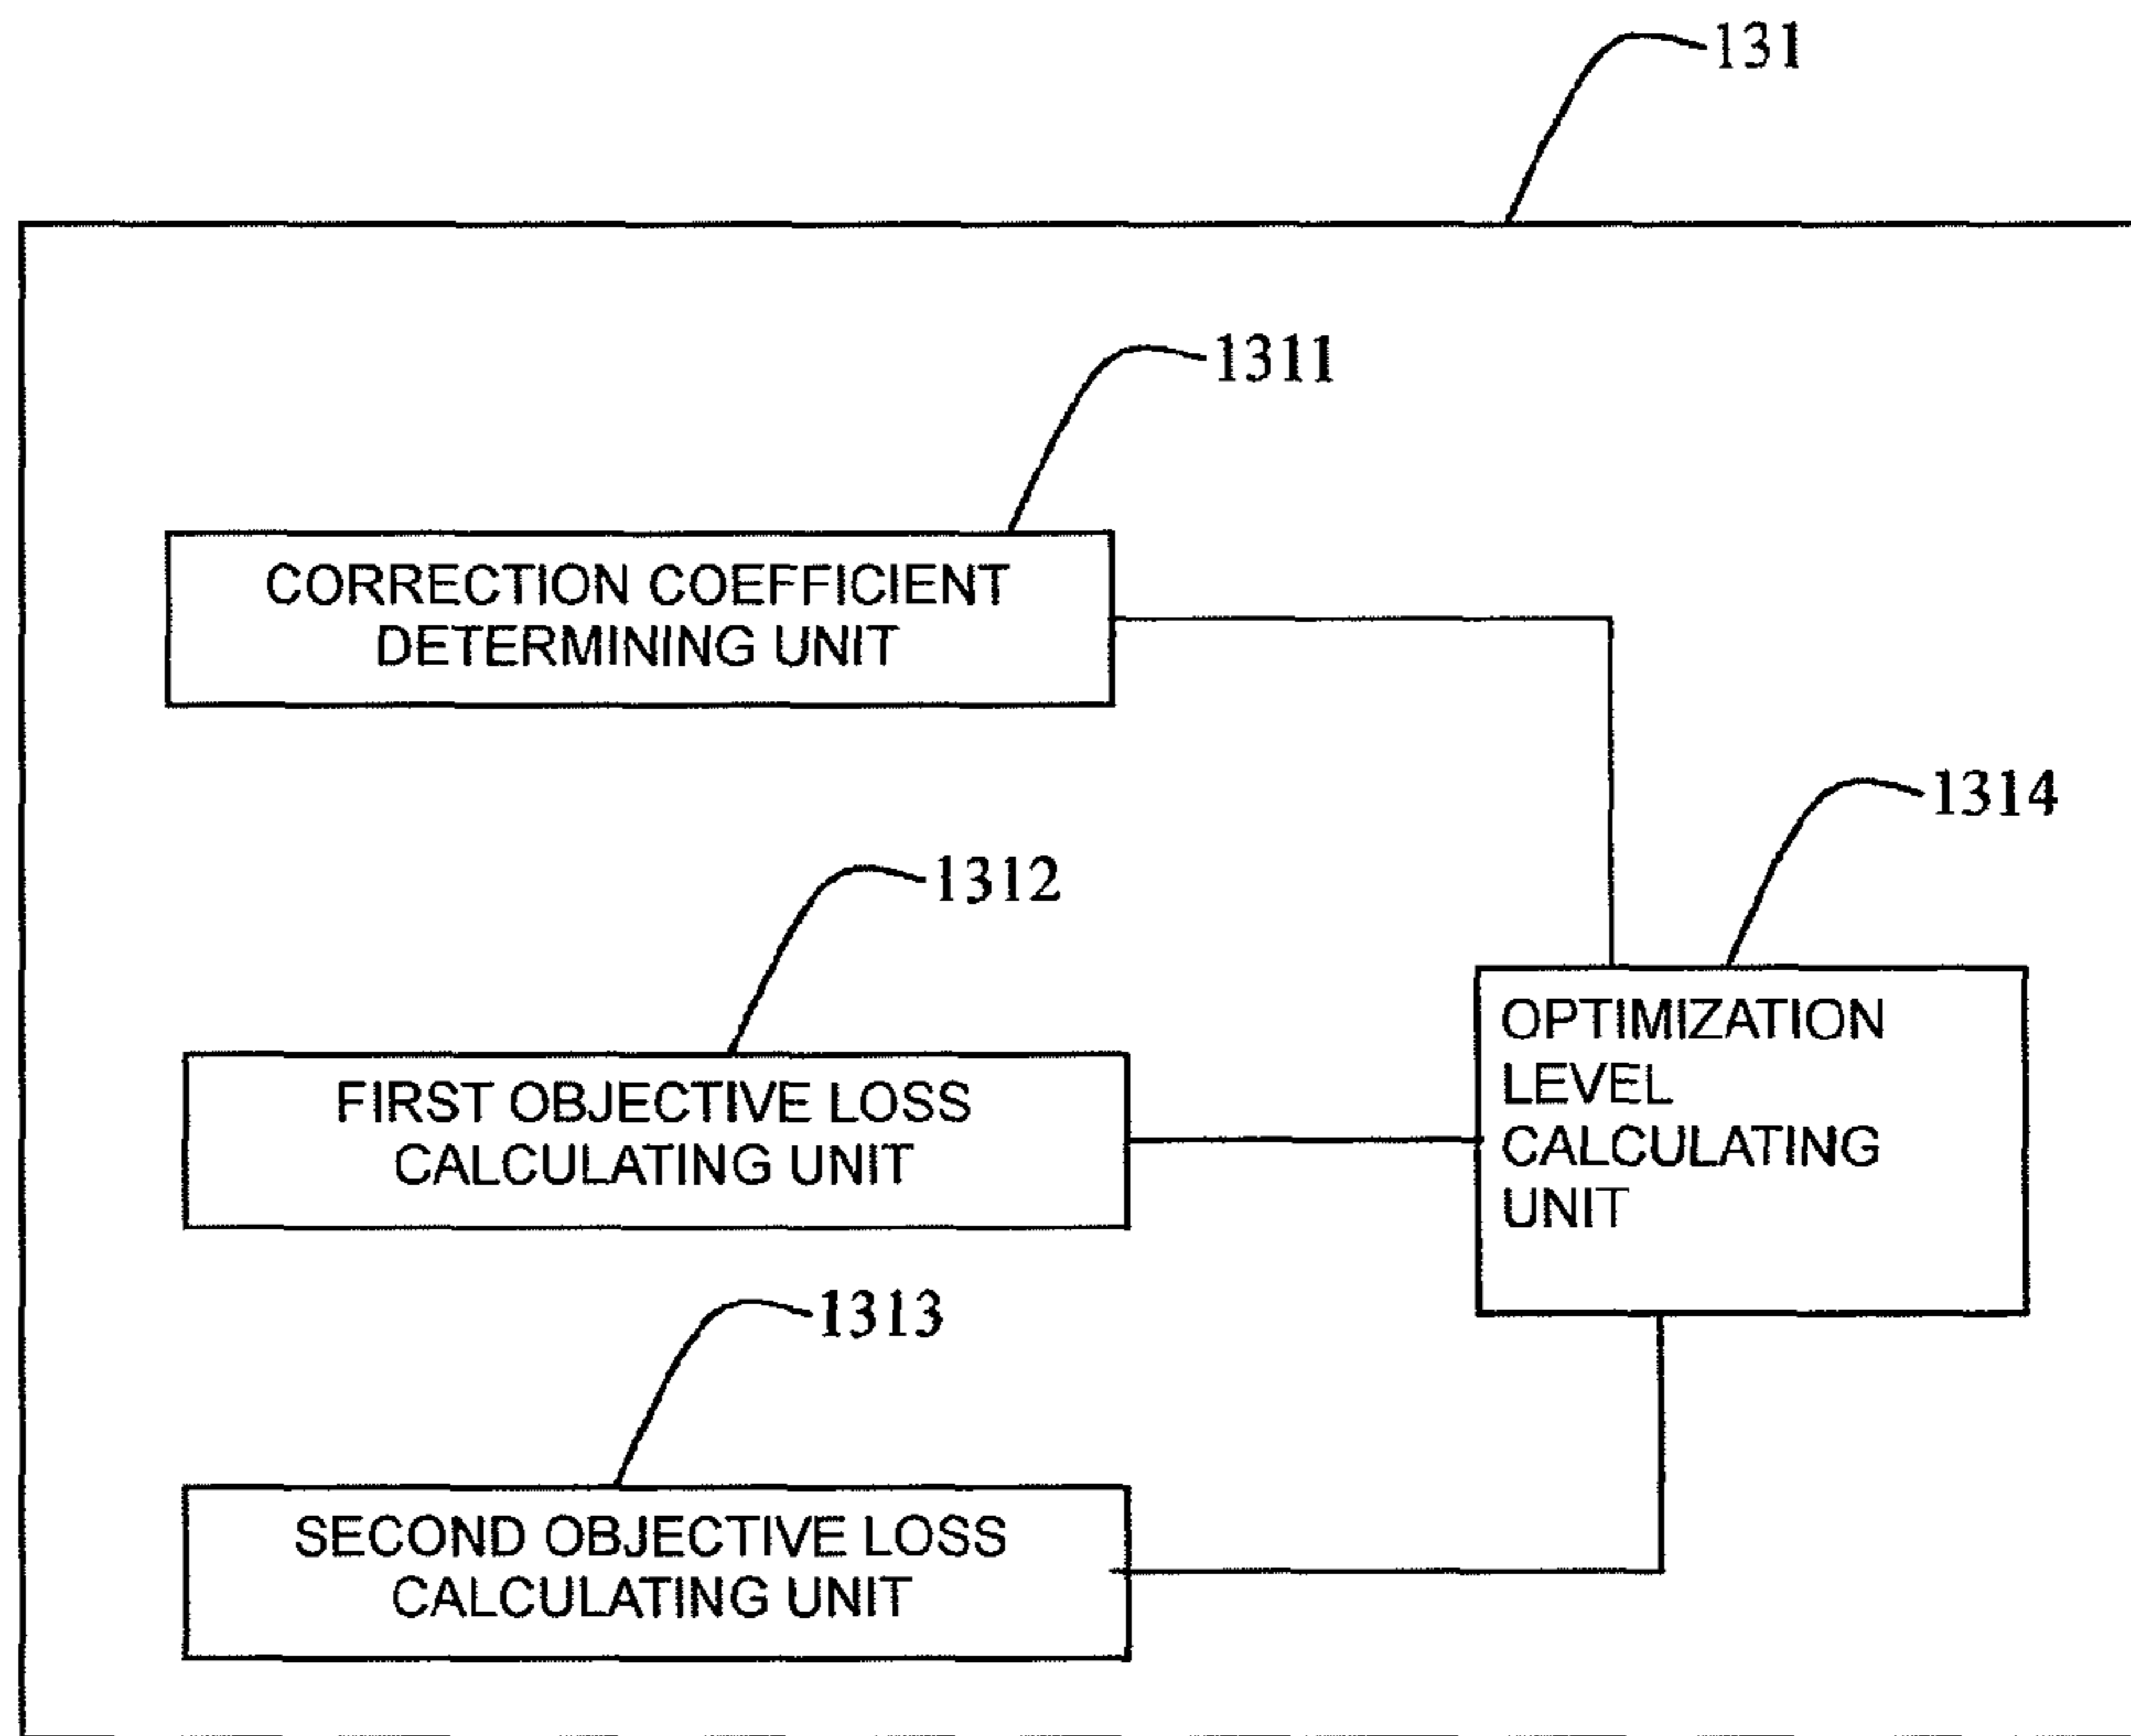 131
1311
CORRECTION COEFFICIENT
DETERMINING UNIT
1314
1312
OPTIMIZATION
LEVEL
CALCULATING
UNIT
FIRST OBJECTIVE LOSS
CALCULATING UNIT
1313
SECOND OBJECTIVE LOSS
CALCULATING UNIT